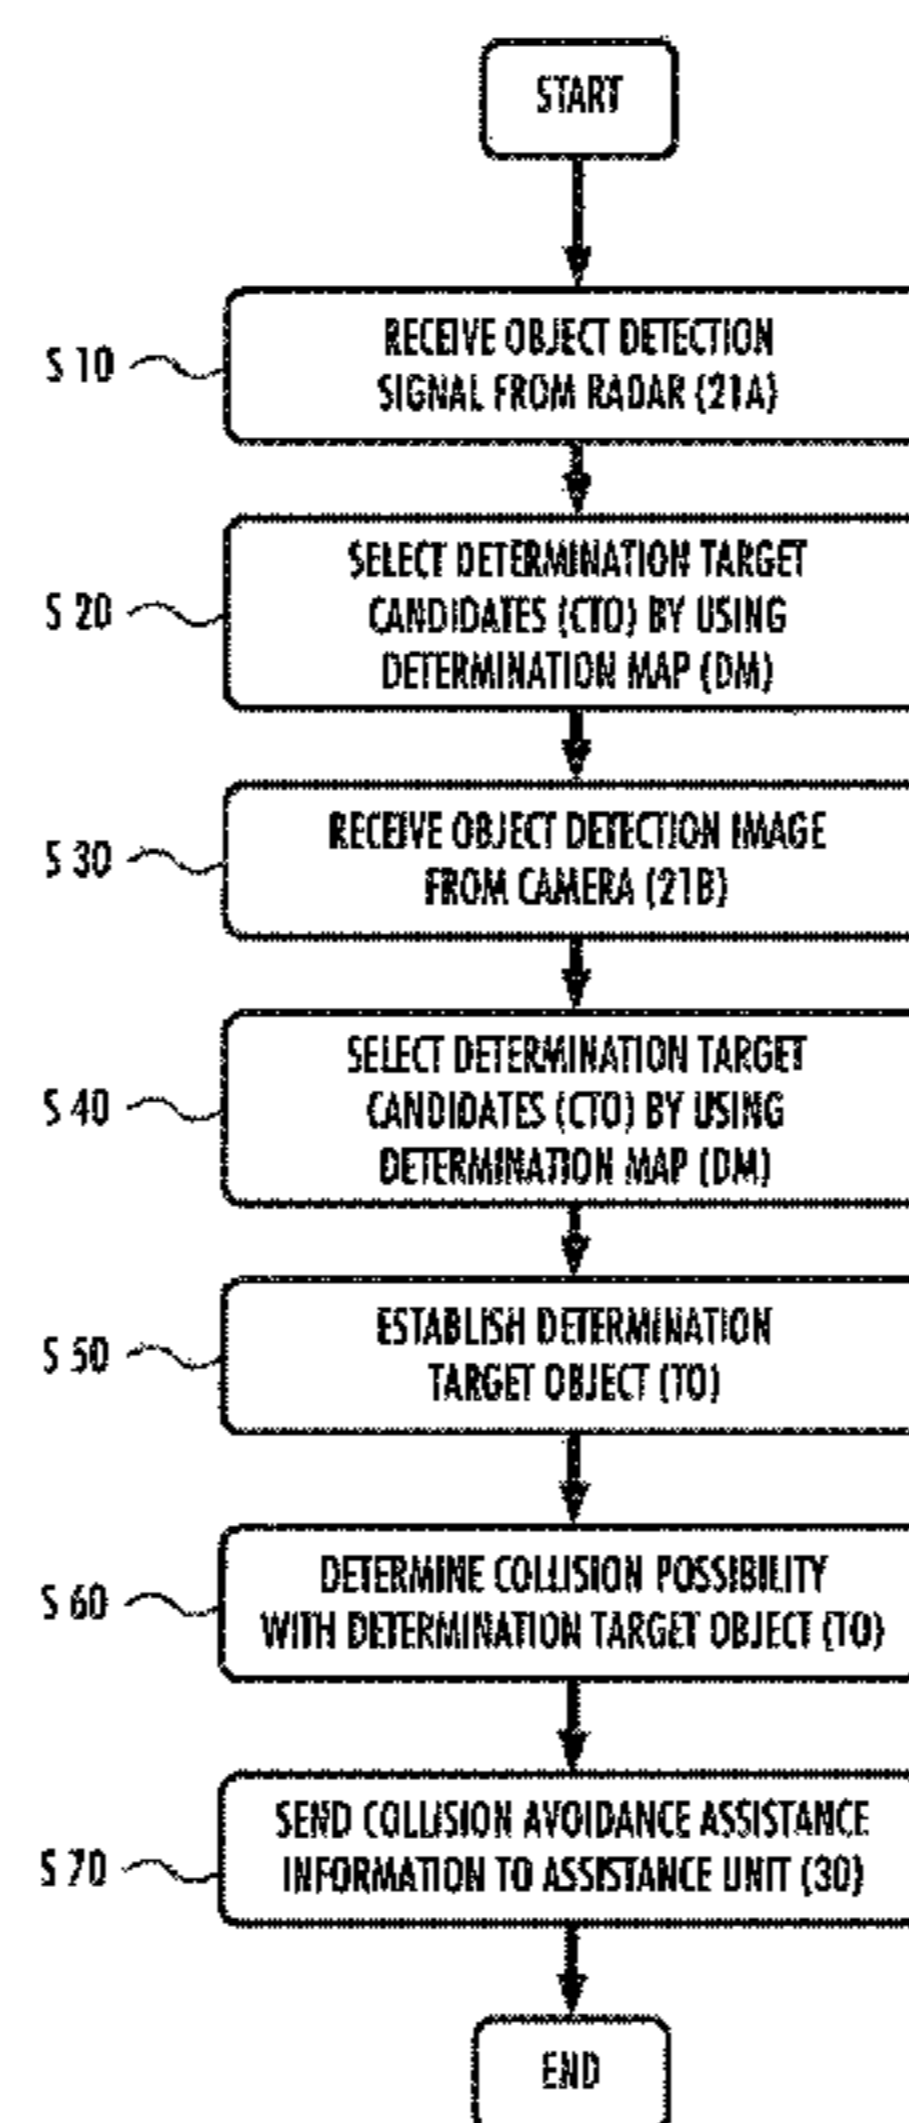 START
S 10
RECEIVE OBJECT DETECTION
SIGNAL FROM RADAR (21A)
S 20
SELECT DETERMINATION TARGET
CANDIDATES (CTO) BY USING
DETERMINATION MAP (DM)
S 30
RECEIVE OBJECT DETECTION IMAGE
FROM CAMERA (21B)
S 40
SELECT DETERMINATION TARGET
CANDIDATES (CTO) BY USING
DETERMINATION MAP (DM)
S 50
ESTABLISH DETERMINATION
TARGET OBJECT (TO)
S 60
DETERMINE COLLISION POSSIBILITY
WITH DETERMINATION TARGET OBJECT (TO)
S 70
SEND COLLISION AVOIDANCE ASSISTANCE
INFORMATION TO ASSISTANCE UNIT (30)
END